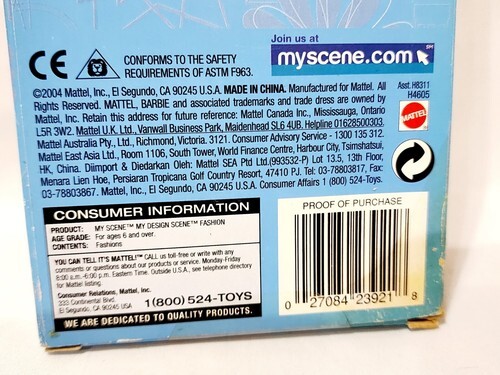 Join us at
myscene.com
SM
CE
CONFORMS TO THE SAFETY
REQUIREMENTS OF ASTM F963.
©2004 Mattel, Inc., El Segundo, CA 90245 U.S.A. MADE IN CHINA. Manufactured for Mattel. All
Rights Reserved. MATTEL, BARBIE and associated trademarks and trade dress are owned by
Mattel, Inc. Retain this address for future reference: Mattel Canada Inc., Mississauga, Ontario
L5R 3W2. Mattel U.K. Ltd., Vanwall Business Park, Maidenhead SL6 4UB. Helpline 01628500303.
Mattel Australia Pty., Ltd., Richmond, Victoria. 3121. Consumer Advisory Service - 1300 135 312.
Mattel East Asia Ltd., Room 1106, South Tower, World Finance Centre, Harbour City, Tsimshatsui,
HK, China. Diimport & Diedarkan Oleh: Mattel SEA Ptd Ltd.(993532-P) Lot 13.5, 13th Floor,
Menara Lien Hoe, Persiaran Tropicana Golf Country Resort, 47410 PJ. Tel: 03-78803817, Fax:
03-78803867. Mattel, Inc., El Segundo, CA 90245 U.S.A. Consumer Affairs 1 (800) 524-Toys.
Asst. H8311
H4605
MATTEL
CONSUMER INFORMATION
PRODUCT: MY SCENE™ MY DESIGN SCENE™ FASHION
AGE GRADE: For ages 6 and over.
CONTENTS: Fashions
YOU CAN TELL IT'S MATTEL!™ CALL us toll-free or write with any
comments or questions about our products or service. Monday-Friday
8:00 a.m.-6:00 p.m. Eastern Time. Outside U.S.A., see telephone directory
for Mattel listing.
Consumer Relations, Mattel, Inc.
333 Continental Blvd.
El Segundo, CA 90245 USA
1(800) 524-TOYS
WE ARE DEDICATED TO QUALITY PRODUCTS.
PROOF OF PURCHASE
0 27084 23921 8